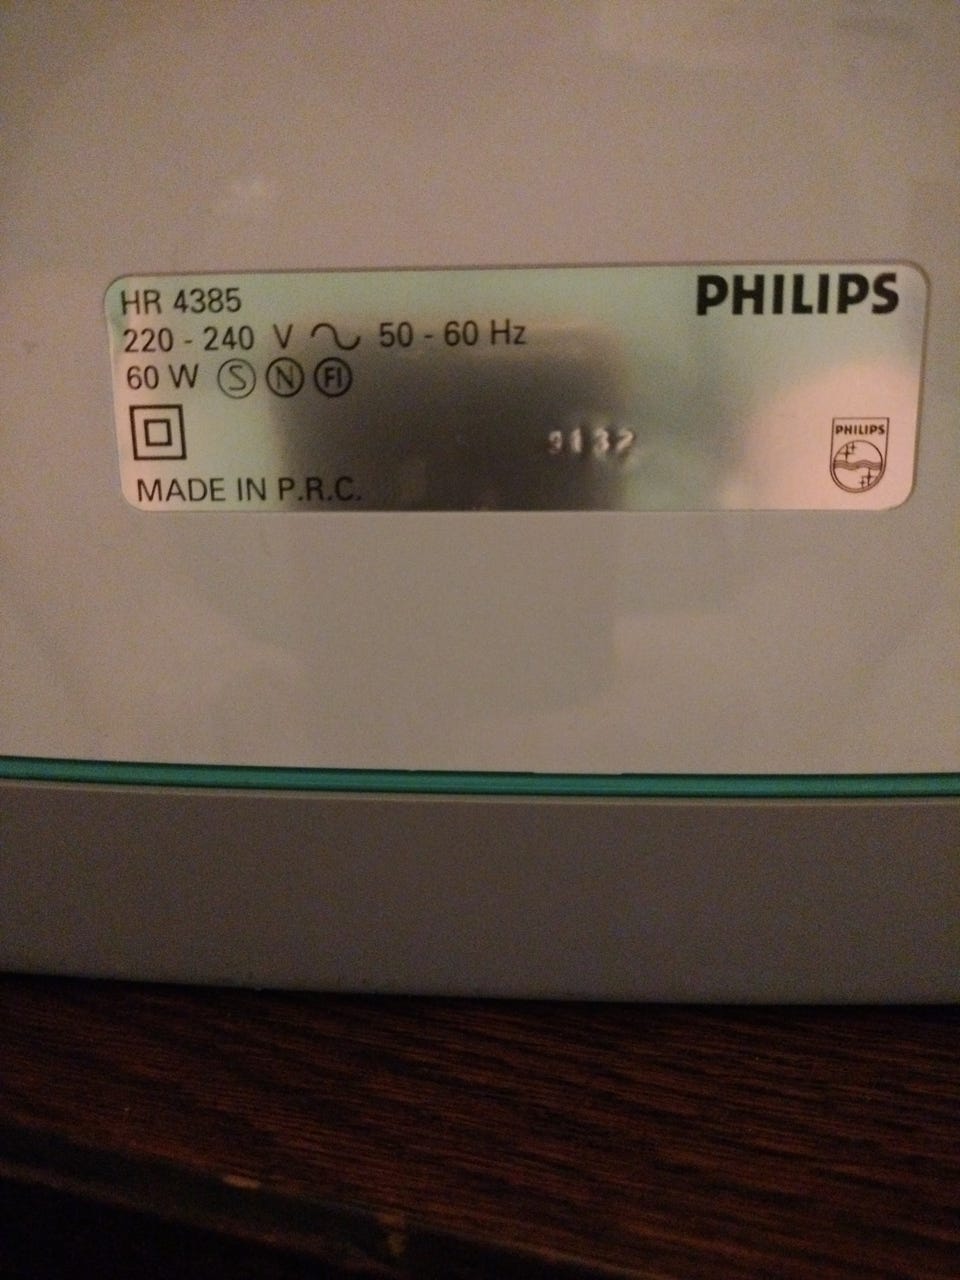 HR 4385
PHILIPS
220 - 240 V ~ 50 - 60 Hz
60 W S N FI
9132
PHILIPS
MADE IN P.R.C.